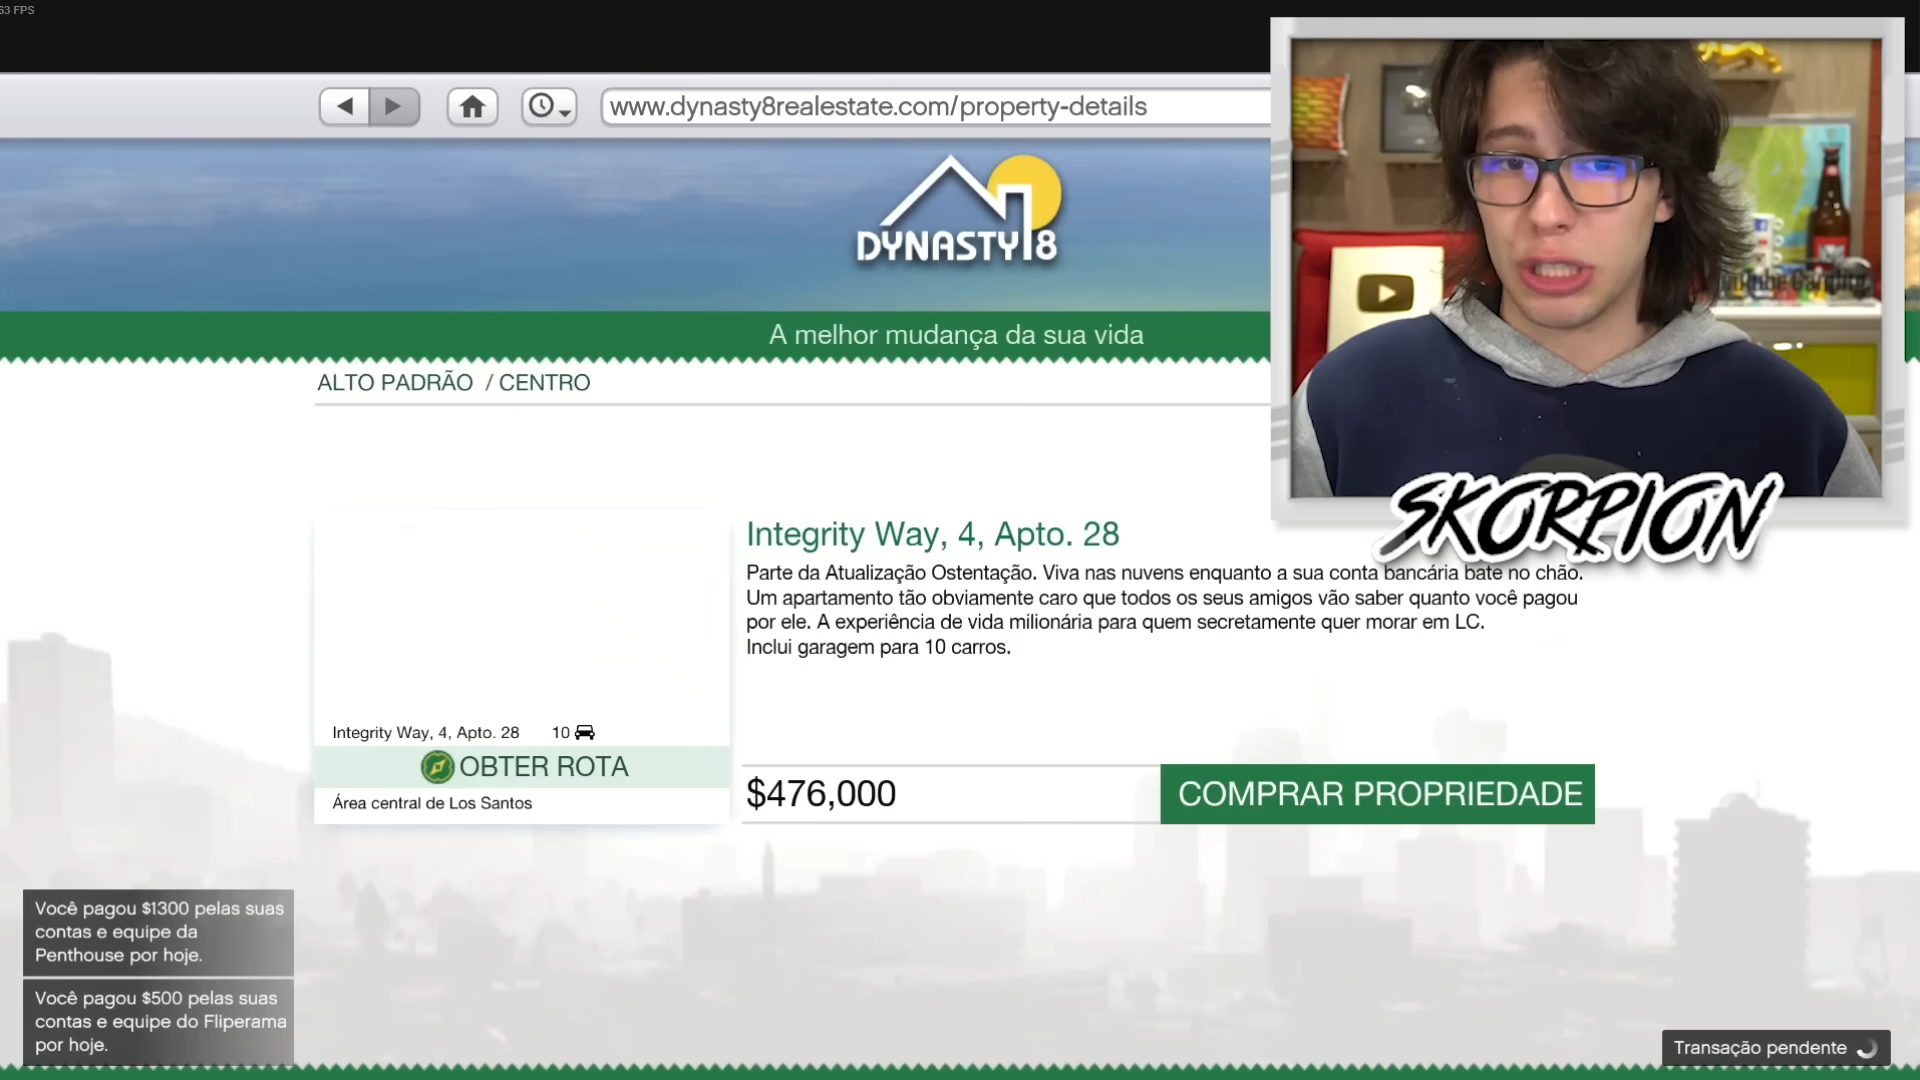 63 FPS
www.dynasty8realestate.com/property-details
DYNASTY 8
A melhor mudança da sua vida
ALTO PADRÃO / CENTRO
SKORPION
Integrity Way, 4, Apto. 28
Parte da Atualização Ostentação. Viva nas nuvens enquanto a sua conta bancária bate no chão.
Um apartamento tão obviamente caro que todos os seus amigos vão saber quanto você pagou
por ele. A experiência de vida milionária para quem secretamente quer morar em LC.
Inclui garagem para 10 carros.
Integrity Way, 4, Apto. 28 10
OBTER ROTA
Área central de Los Santos
$476,000
COMPRAR PROPRIEDADE
Você pagou $1300 pelas suas
contas e equipe da
Penthouse por hoje.
Você pagou $500 pelas suas
contas e equipe do Fliperama
por hoje.
Transação pendente